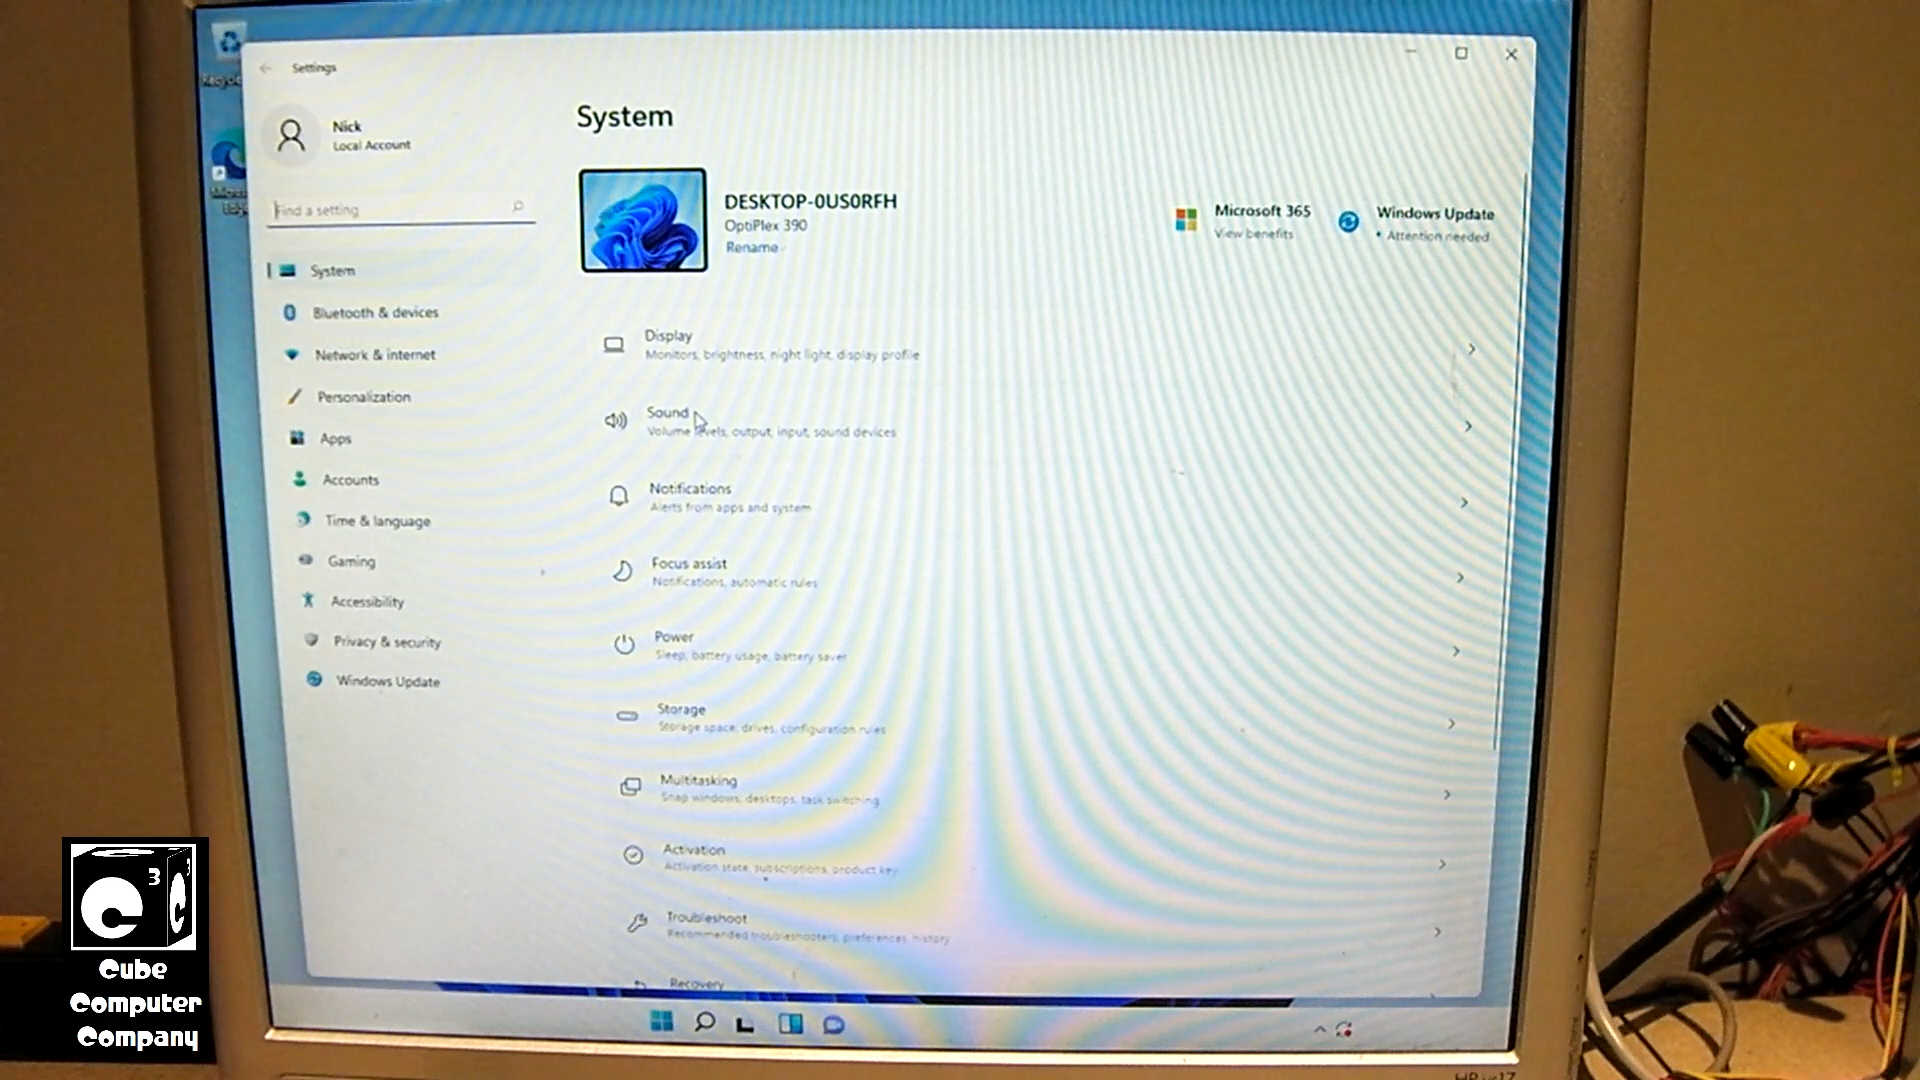 Recycle
Settings
Nick
Local Account
Find a setting
System
Bluetooth & devices
Network & internet
Personalization
Apps
Accounts
Time & language
Gaming
Accessibility
Privacy & security
Windows Update
System
DESKTOP-0US0RFH
OptiPlex 390
Rename
Microsoft 365
View benefits
Windows Update
• Attention needed
Display
Monitors, brightness, night light, display profile
Sound
Volume levels, output, input, sound devices
Notifications
Alerts from apps and system
Focus assist
Notifications, automatic rules
Power
Sleep, battery usage, battery saver
Storage
Storage space, drives, configuration rules
Multitasking
Snap windows, desktops, task switching
Activation
Activation state, subscriptions, product key
Troubleshoot
Recommended troubleshooters, preferences, history
Recovery
C 3 C 3
Cube
Computer
Company